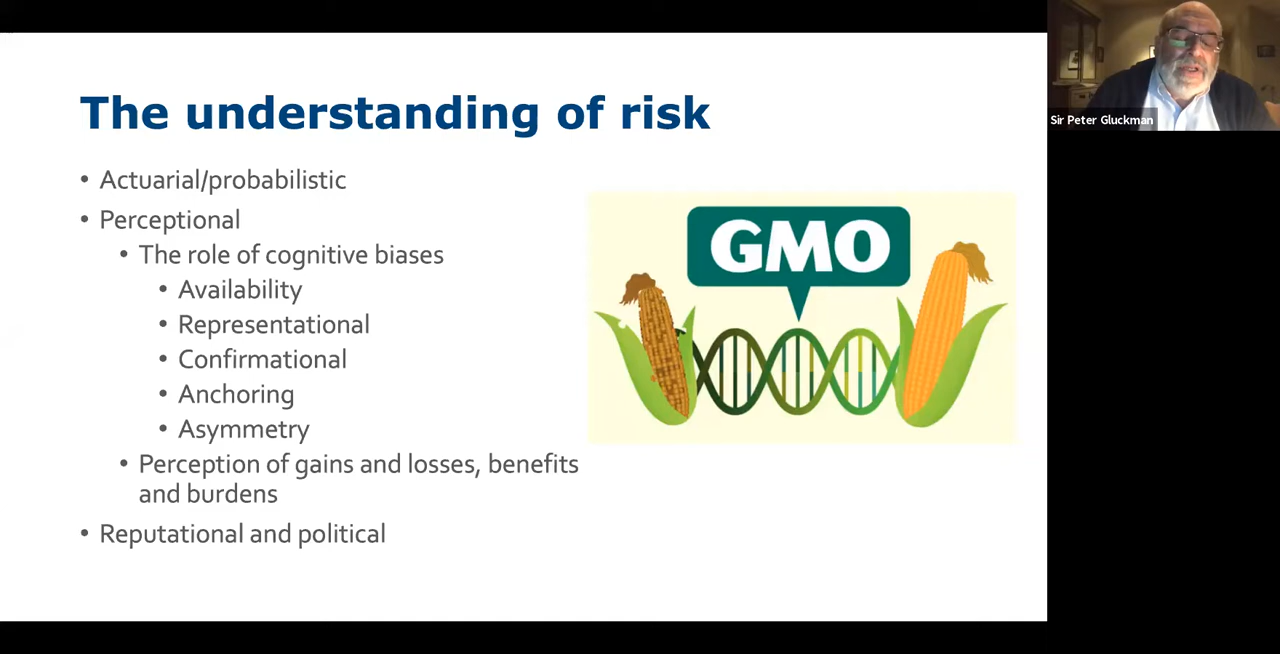 The understanding of risk
• Actuarial/probabilistic
• Perceptional
• The role of cognitive biases
• Availability
• Representational
• Confirmational
• Anchoring
• Asymmetry
• Perception of gains and losses, benefits
and burdens
• Reputational and political
GMO
Sir Peter Gluckman